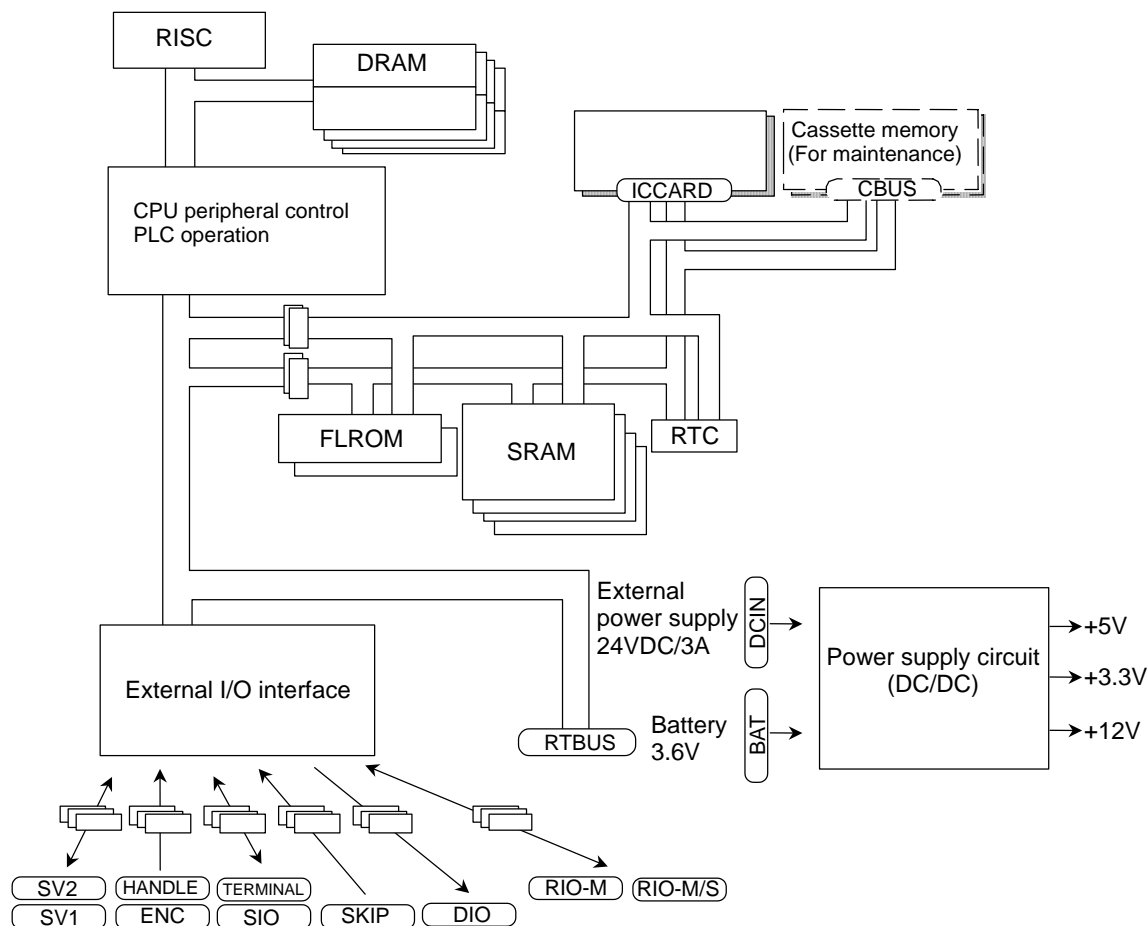 RISC
DRAM
Cassette memory
(For maintenance)
ICCARD
CBUS
CPU peripheral control
PLC operation
FLROM
SRAM
RTC
External
power supply
24VDC/3A
DCIN
Power supply circuit
(DC/DC)
+5V
+3.3V
+12V
External I/O interface
RTBUS
Battery
3.6V
BAT
SV2
HANDLE
TERMINAL
RIO-M
RIO-M/S
SV1
ENC
SIO
SKIP
DIO